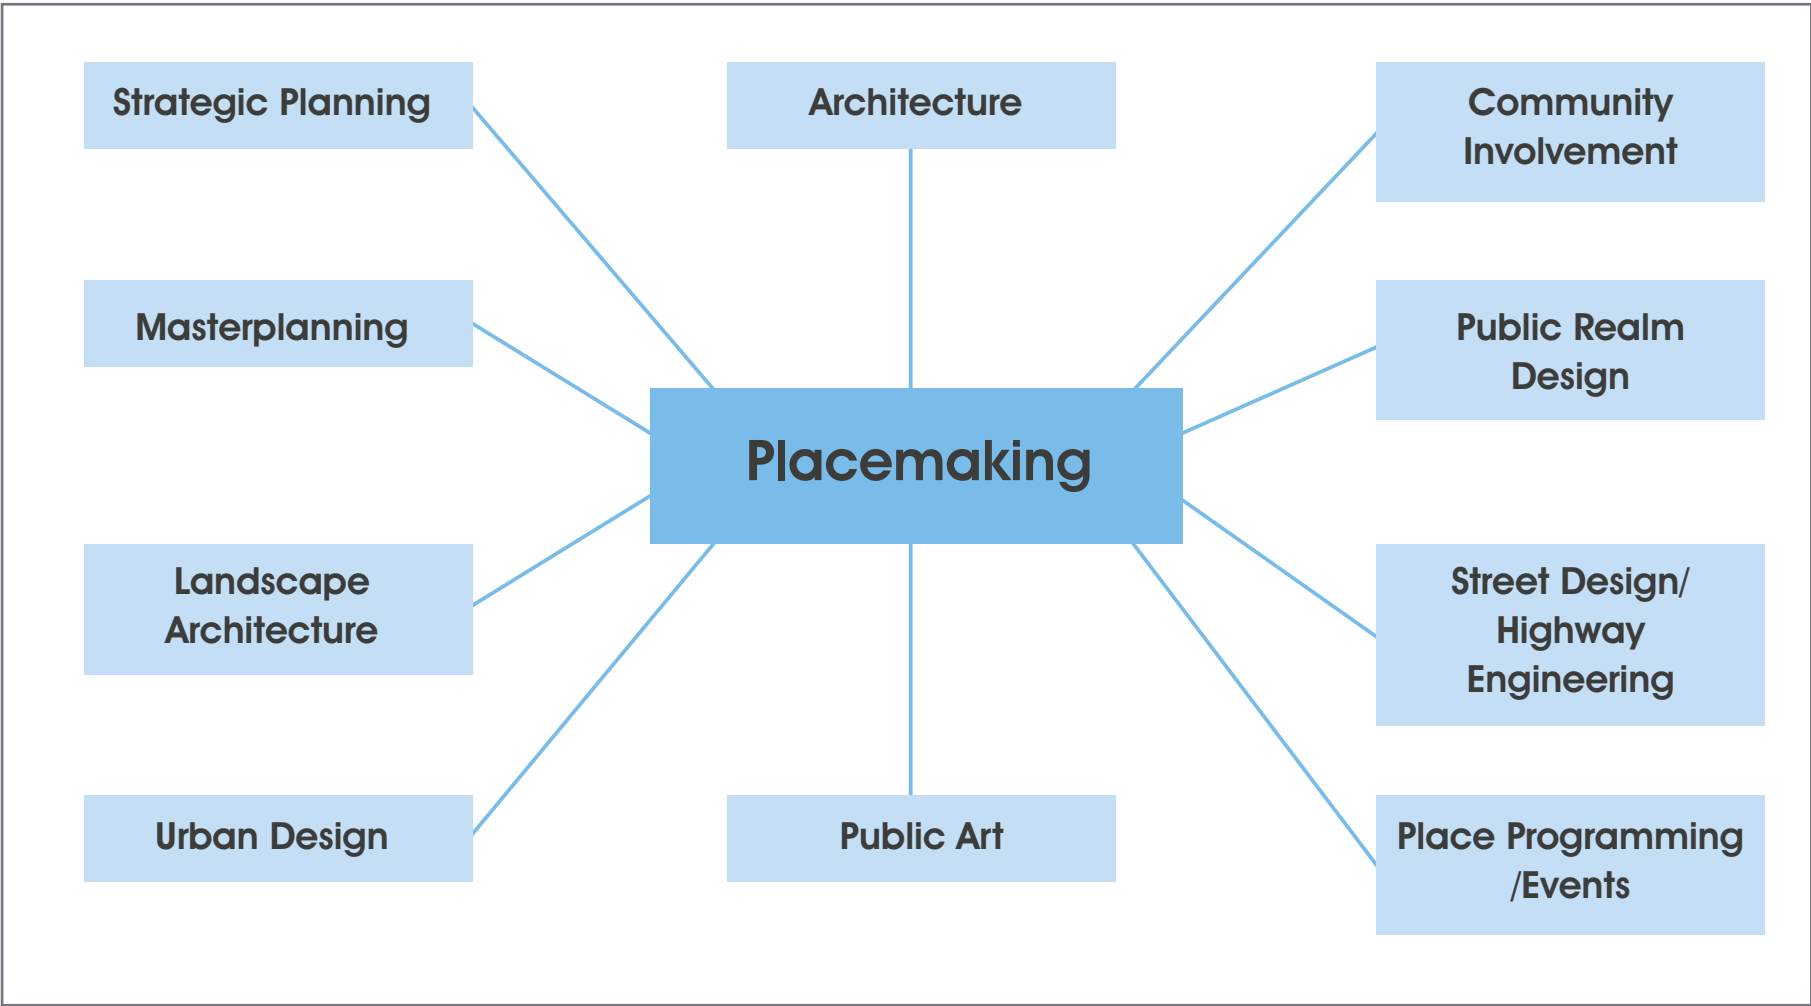 Strategic Planning
Architecture
Community
Involvement
Masterplanning
Public Realm
Design
Placemaking
Landscape
Architecture
Street Design/
Highway
Engineering
Urban Design
Public Art
Place Programming
/Events